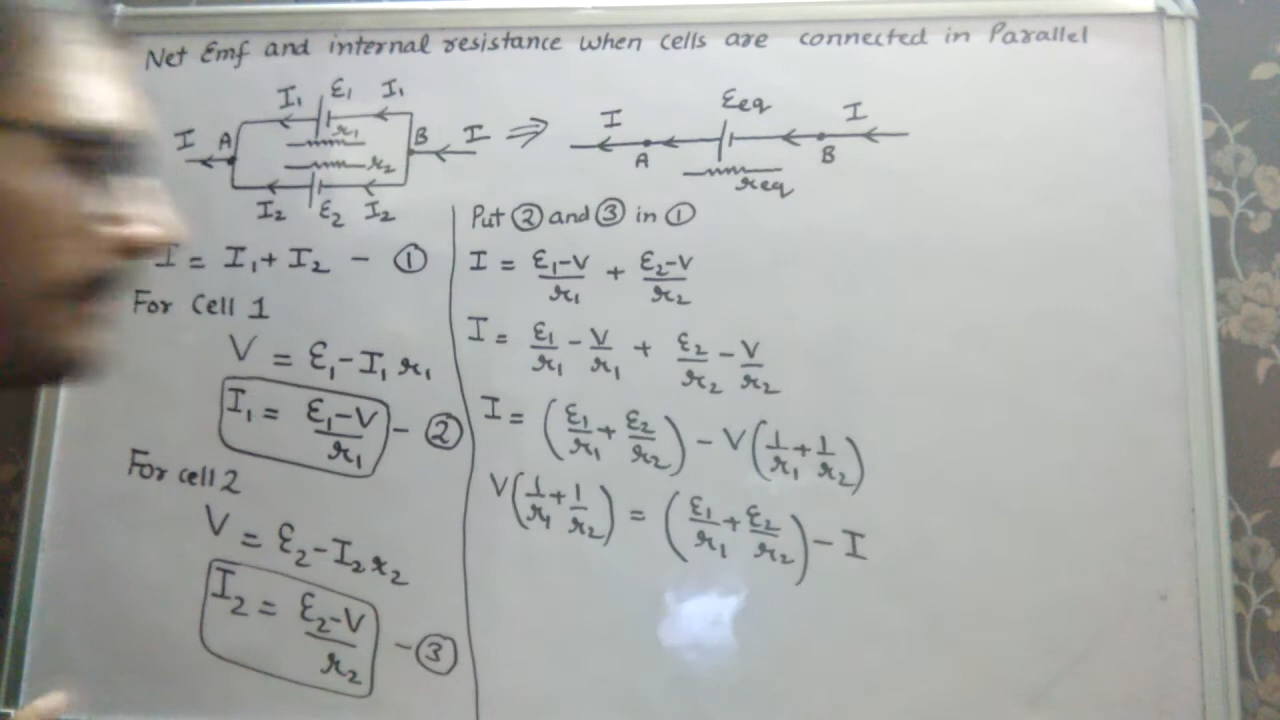 Net Emf and internal resistance when cells are connected in Parallel
I₁ ε₁ I₁
I A r₁ B I ⇒
r₂
I₂ ε₂ I₂
I εeq I
A B
req
I = I₁ + I₂ - ①
For Cell 1
V = ε₁ - I₁ r₁
I₁ = (ε₁-V)/r₁ - ②
For cell 2
V = ε₂ - I₂ r₂
I₂ = (ε₂-V)/r₂ - ③
Put ② and ③ in ①
I = (ε₁-V)/r₁ + (ε₂-V)/r₂
I = ε₁/r₁ - V/r₁ + ε₂/r₂ - V/r₂
I = (ε₁/r₁ + ε₂/r₂) - V(1/r₁ + 1/r₂)
V(1/r₁ + 1/r₂) = (ε₁/r₁ + ε₂/r₂) - I